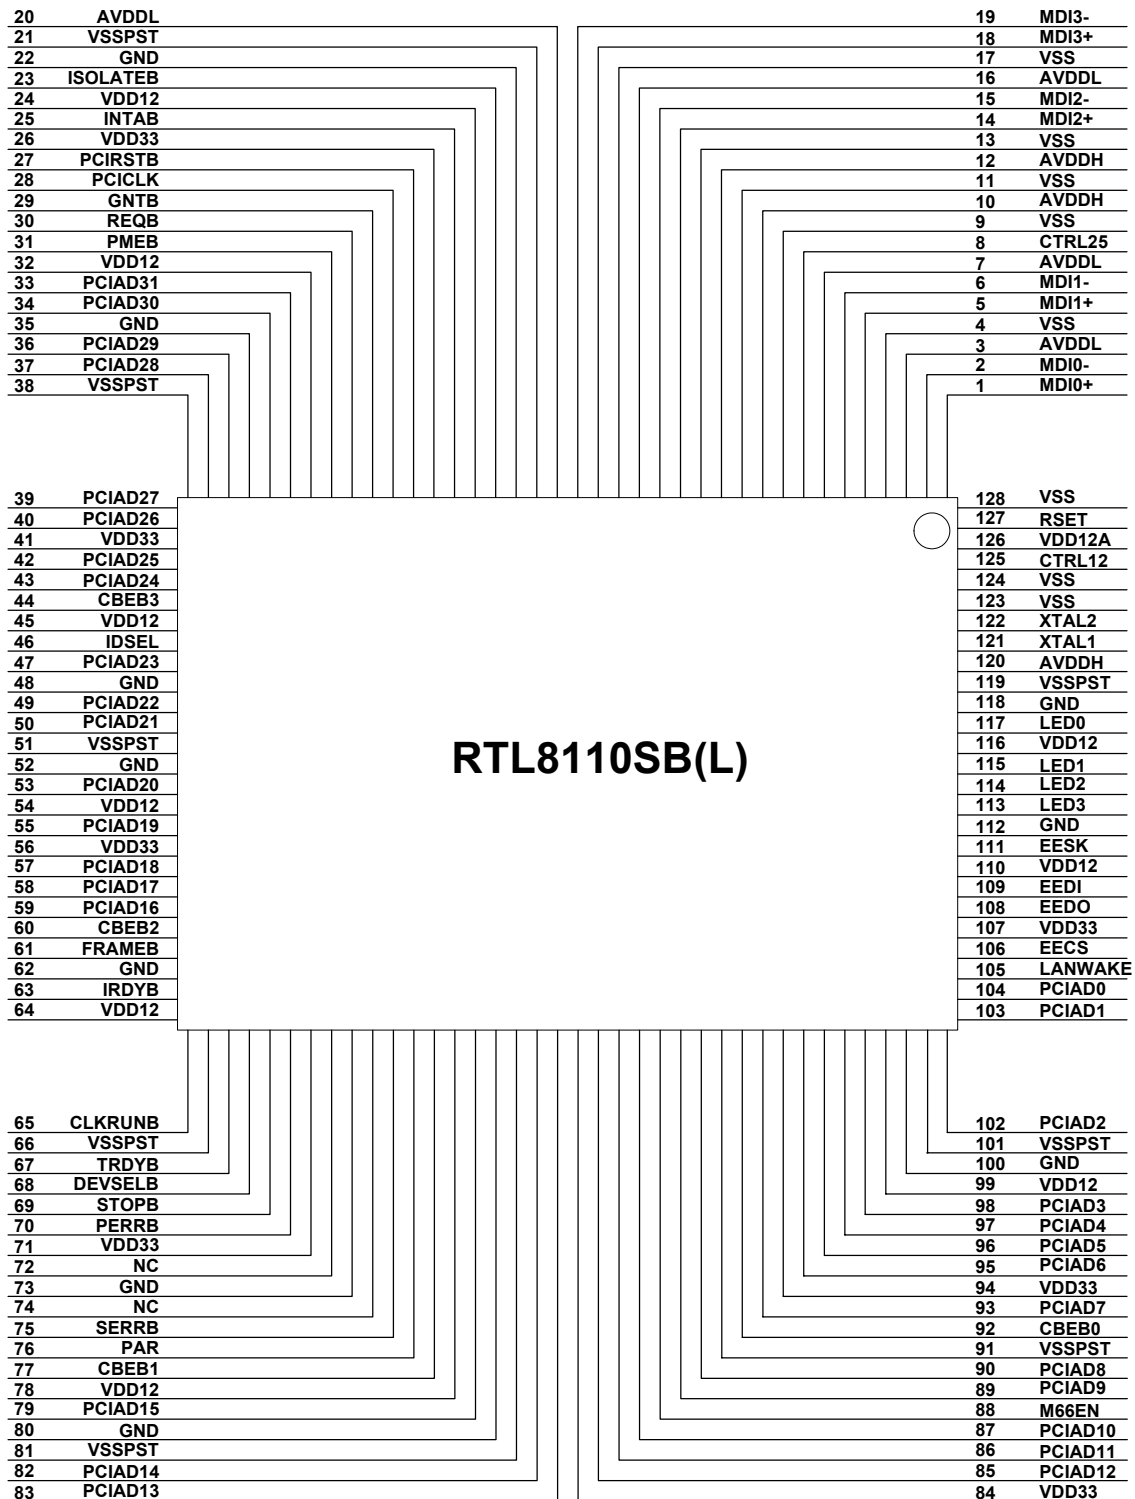 20 AVDDL
21 VSSPST
22 GND
23 ISOLATEB
24 VDD12
25 INTAB
26 VDD33
27 PCIRSTB
28 PCICLK
29 GNTB
30 REQB
31 PMEB
32 VDD12
33 PCIAD31
34 PCIAD30
35 GND
36 PCIAD29
37 PCIAD28
38 VSSPST
19 MDI3-
18 MDI3+
17 VSS
16 AVDDL
15 MDI2-
14 MDI2+
13 VSS
12 AVDDH
11 VSS
10 AVDDH
9 VSS
8 CTRL25
7 AVDDL
6 MDI1-
5 MDI1+
4 VSS
3 AVDDL
2 MDI0-
1 MDI0+
39 PCIAD27
40 PCIAD26
41 VDD33
42 PCIAD25
43 PCIAD24
44 CBEB3
45 VDD12
46 IDSEL
47 PCIAD23
48 GND
49 PCIAD22
50 PCIAD21
51 VSSPST
52 GND
53 PCIAD20
54 VDD12
55 PCIAD19
56 VDD33
57 PCIAD18
58 PCIAD17
59 PCIAD16
60 CBEB2
61 FRAMEB
62 GND
63 IRDYB
64 VDD12
RTL8110SB(L)
128 VSS
127 RSET
126 VDD12A
125 CTRL12
124 VSS
123 VSS
122 XTAL2
121 XTAL1
120 AVDDH
119 VSSPST
118 GND
117 LED0
116 VDD12
115 LED1
114 LED2
113 LED3
112 GND
111 EESK
110 VDD12
109 EEDI
108 EEDO
107 VDD33
106 EECS
105 LANWAKE
104 PCIAD0
103 PCIAD1
65 CLKRUNB
66 VSSPST
67 TRDYB
68 DEVSELB
69 STOPB
70 PERRB
71 VDD33
72 NC
73 GND
74 NC
75 SERRB
76 PAR
77 CBEB1
78 VDD12
79 PCIAD15
80 GND
81 VSSPST
82 PCIAD14
83 PCIAD13
102 PCIAD2
101 VSSPST
100 GND
99 VDD12
98 PCIAD3
97 PCIAD4
96 PCIAD5
95 PCIAD6
94 VDD33
93 PCIAD7
92 CBEB0
91 VSSPST
90 PCIAD8
89 PCIAD9
88 M66EN
87 PCIAD10
86 PCIAD11
85 PCIAD12
84 VDD33